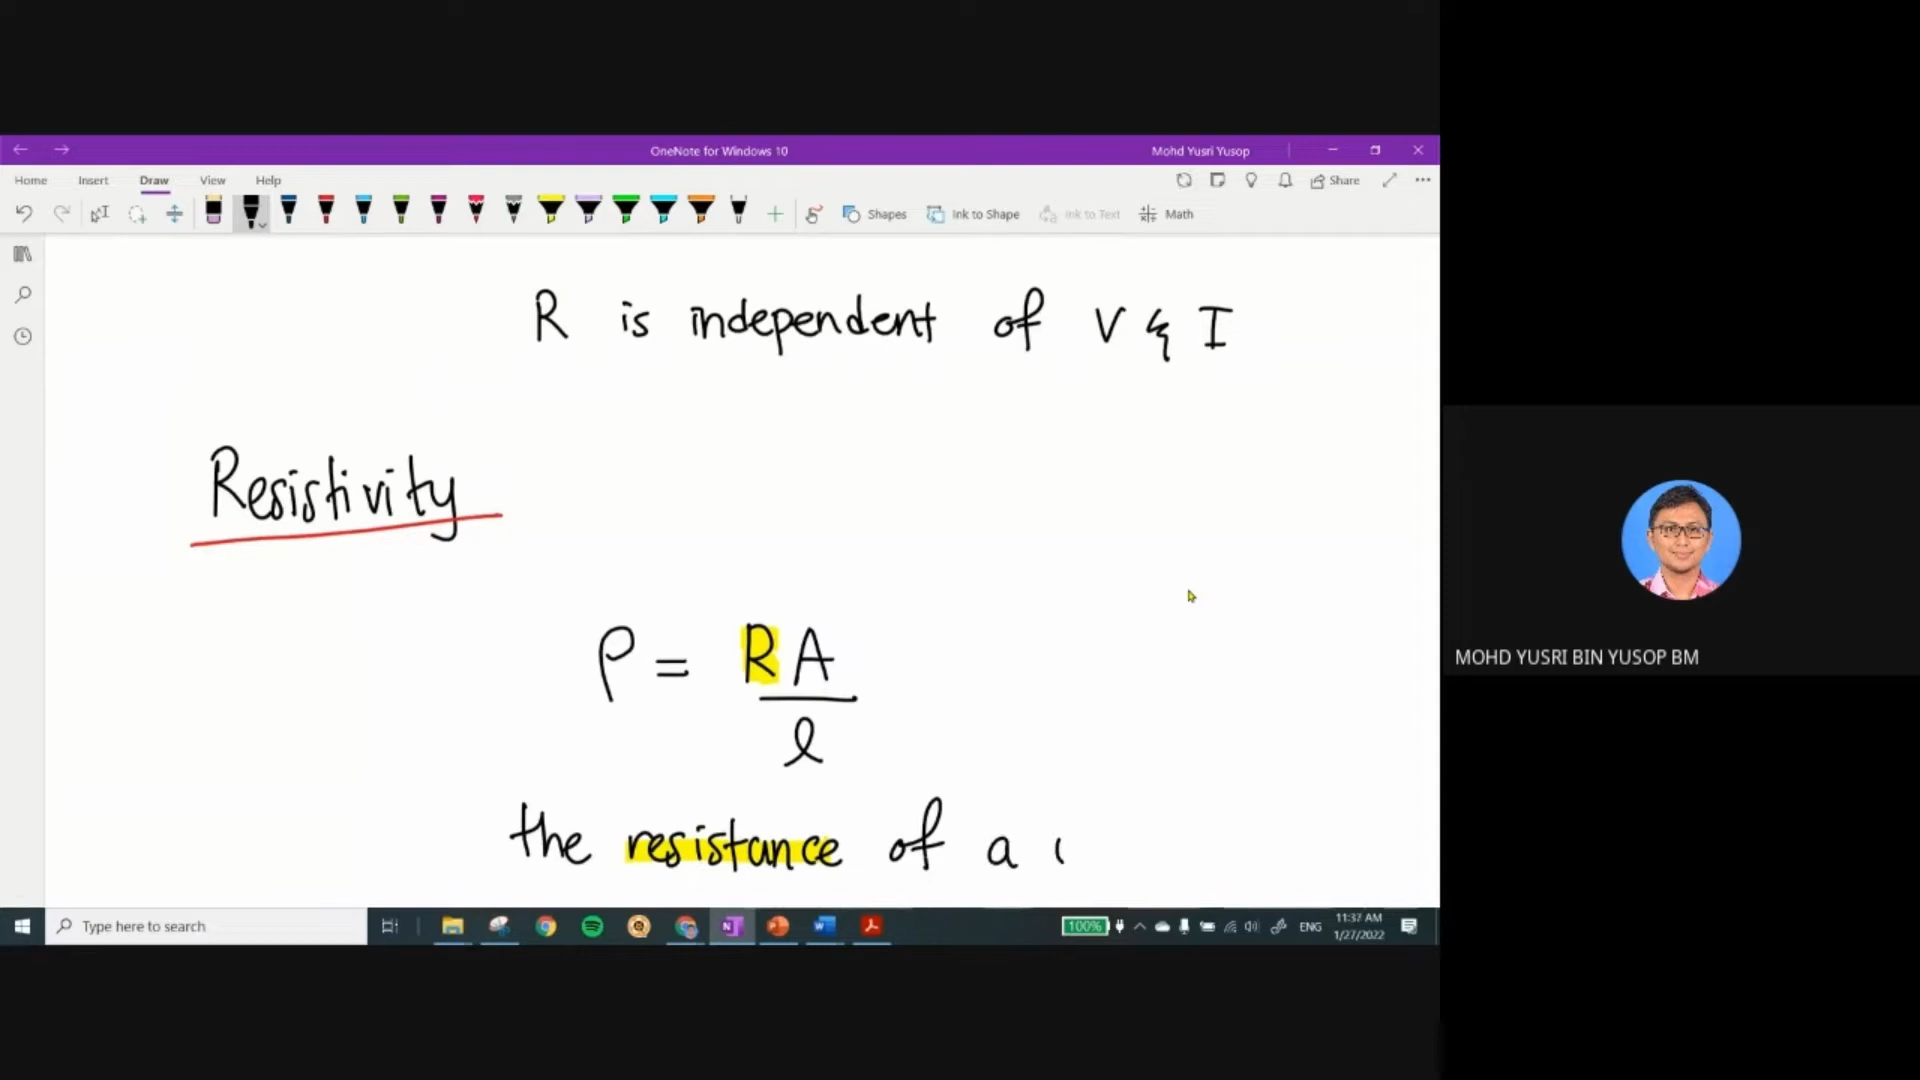 OneNote for Windows 10
Mohd Yusri Yusop
Home Insert Draw View Help
Share
Shapes Ink to Shape Ink to Text Math
R is independent of V & I
Resistivity
ρ = RA
l
the resistance of a
MOHD YUSRI BIN YUSOP BM
Type here to search
100%
ENG
11:37 AM
1/27/2022